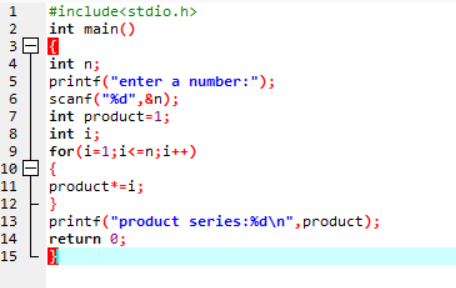 1 #include<stdio.h>
2 int main()
3 {
4 int n;
5 printf("enter a number:");
6 scanf("%d",&n);
7 int product=1;
8 int i;
9 for(i=1;i<=n;i++)
10 {
11 product*=i;
12 }
13 printf("product series:%d\n",product);
14 return 0;
15 }